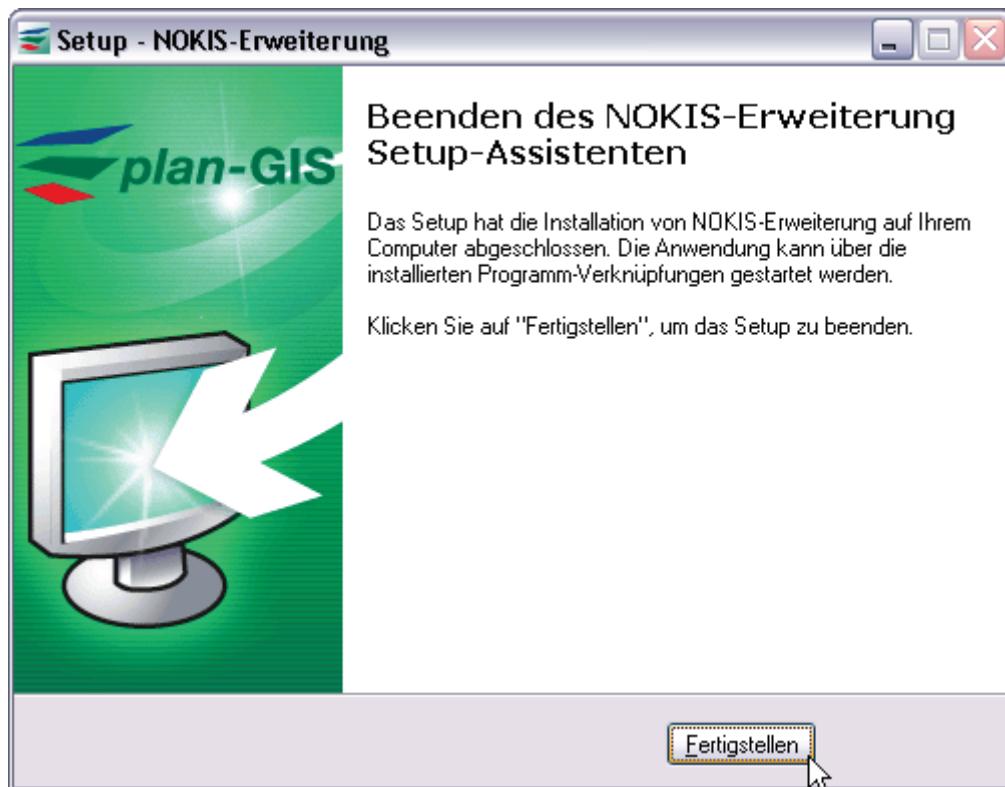 Setup - NOKIS-Erweiterung
plan-GIS
Beenden des NOKIS-Erweiterung
Setup-Assistenten
Das Setup hat die Installation von NOKIS-Erweiterung auf Ihrem
Computer abgeschlossen. Die Anwendung kann über die
installierten Programm-Verknüpfungen gestartet werden.
Klicken Sie auf "Fertigstellen", um das Setup zu beenden.
Fertigstellen